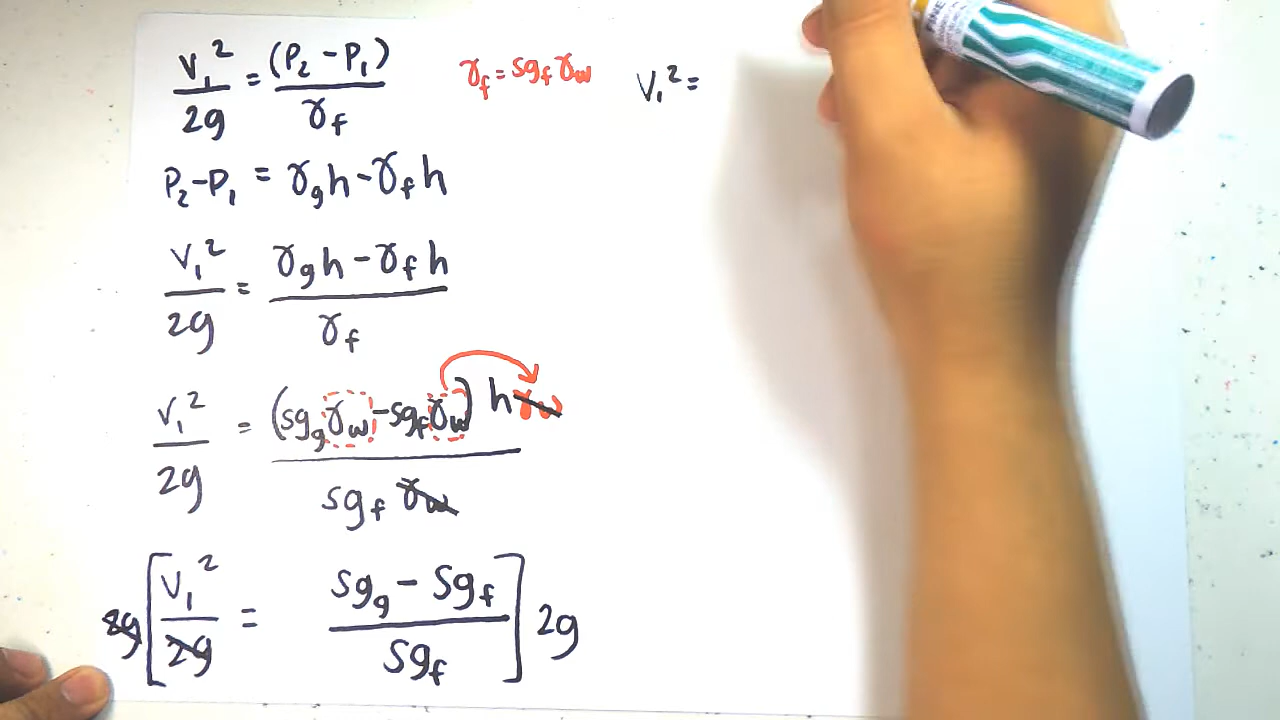 V₁²/2g = (P₂ - P₁)/γf
γf = sgf γw
V₁² =
P₂ - P₁ = γg h - γf h
V₁²/2g = γg h - γf h/γf
V₁²/2g = (sgg γw - sgf γw) h γw/sgf γw
2g [V₁²/2g = sgg - sgf/sgf] 2g